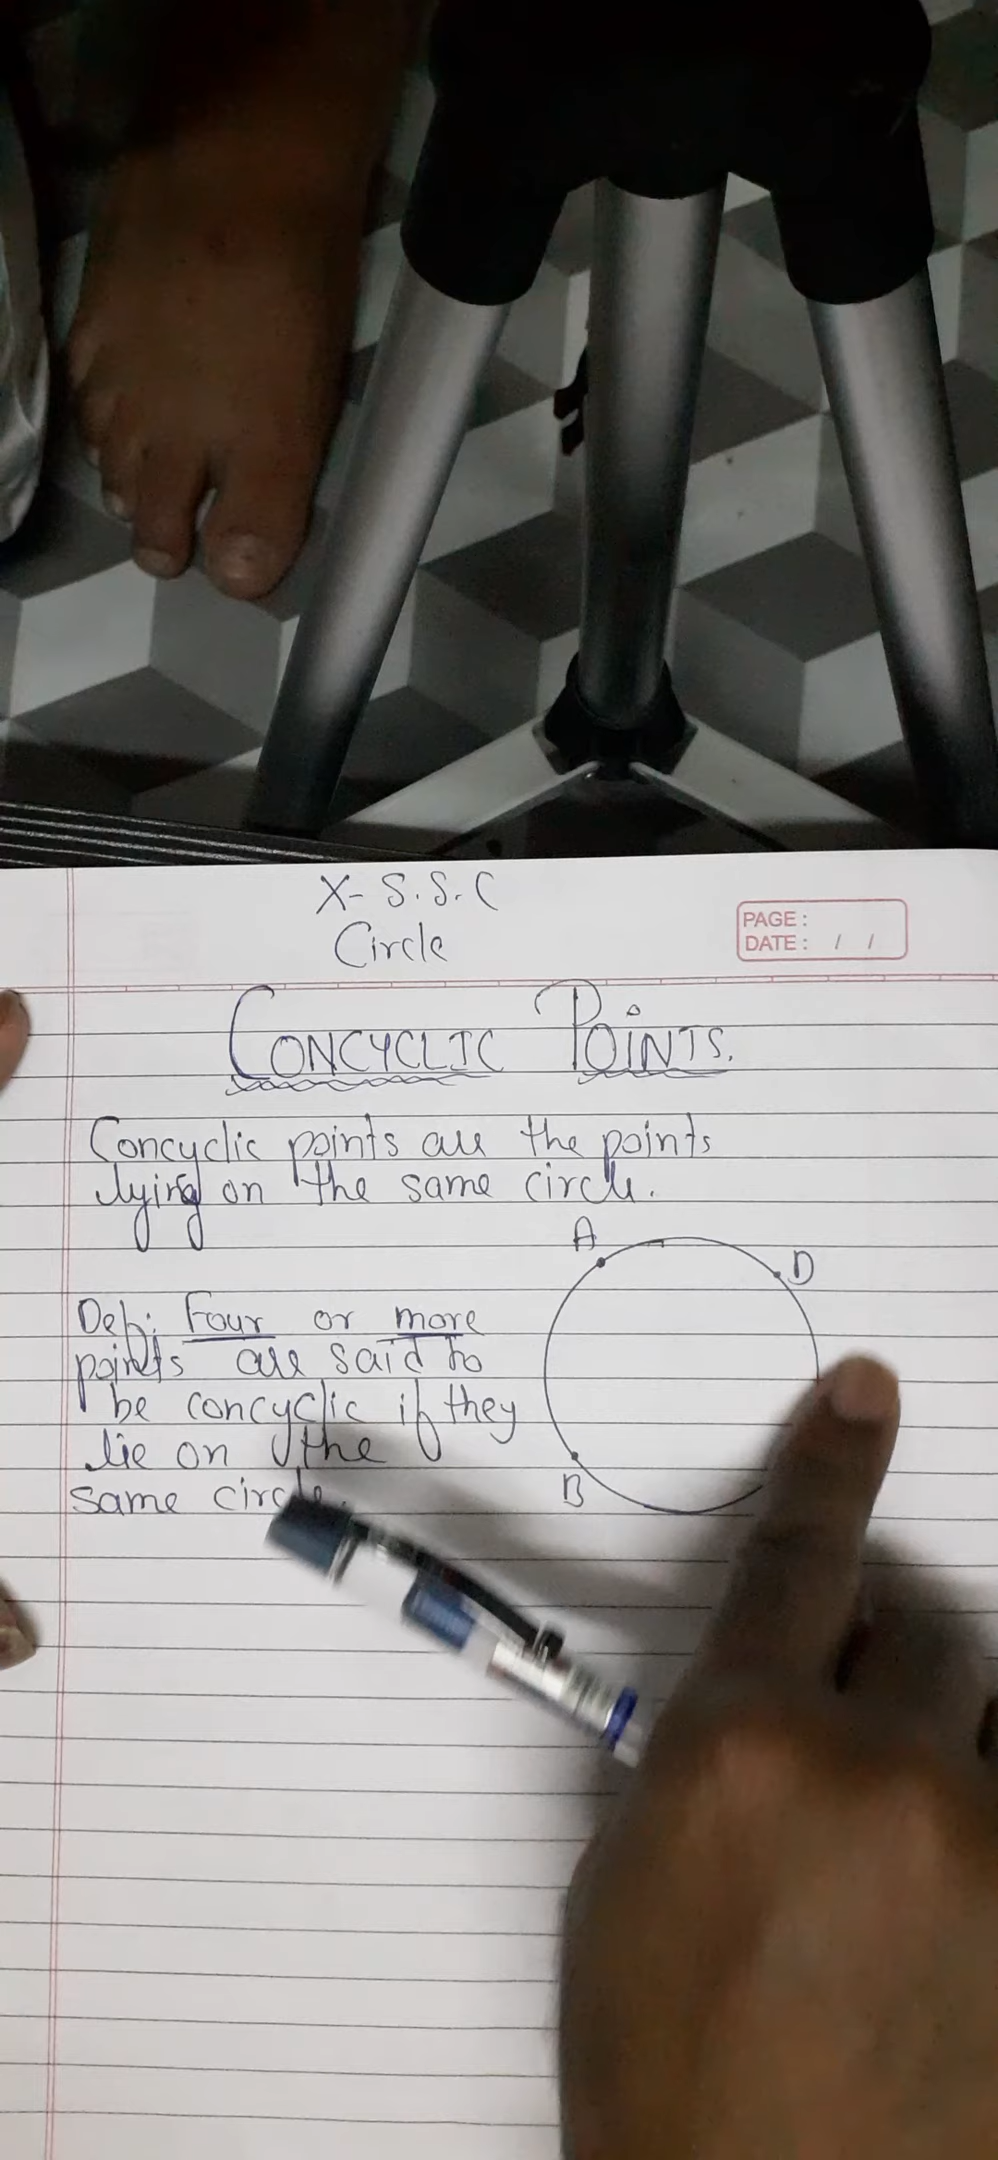 X- S.S.C
Circle
PAGE:
DATE: / /
CONCYCLIC POINTS.
Concyclic points are the points
lying on the same circle.
A
D
Def: Four or more
points are said to
be concyclic if they
lie on the
same circle.
B